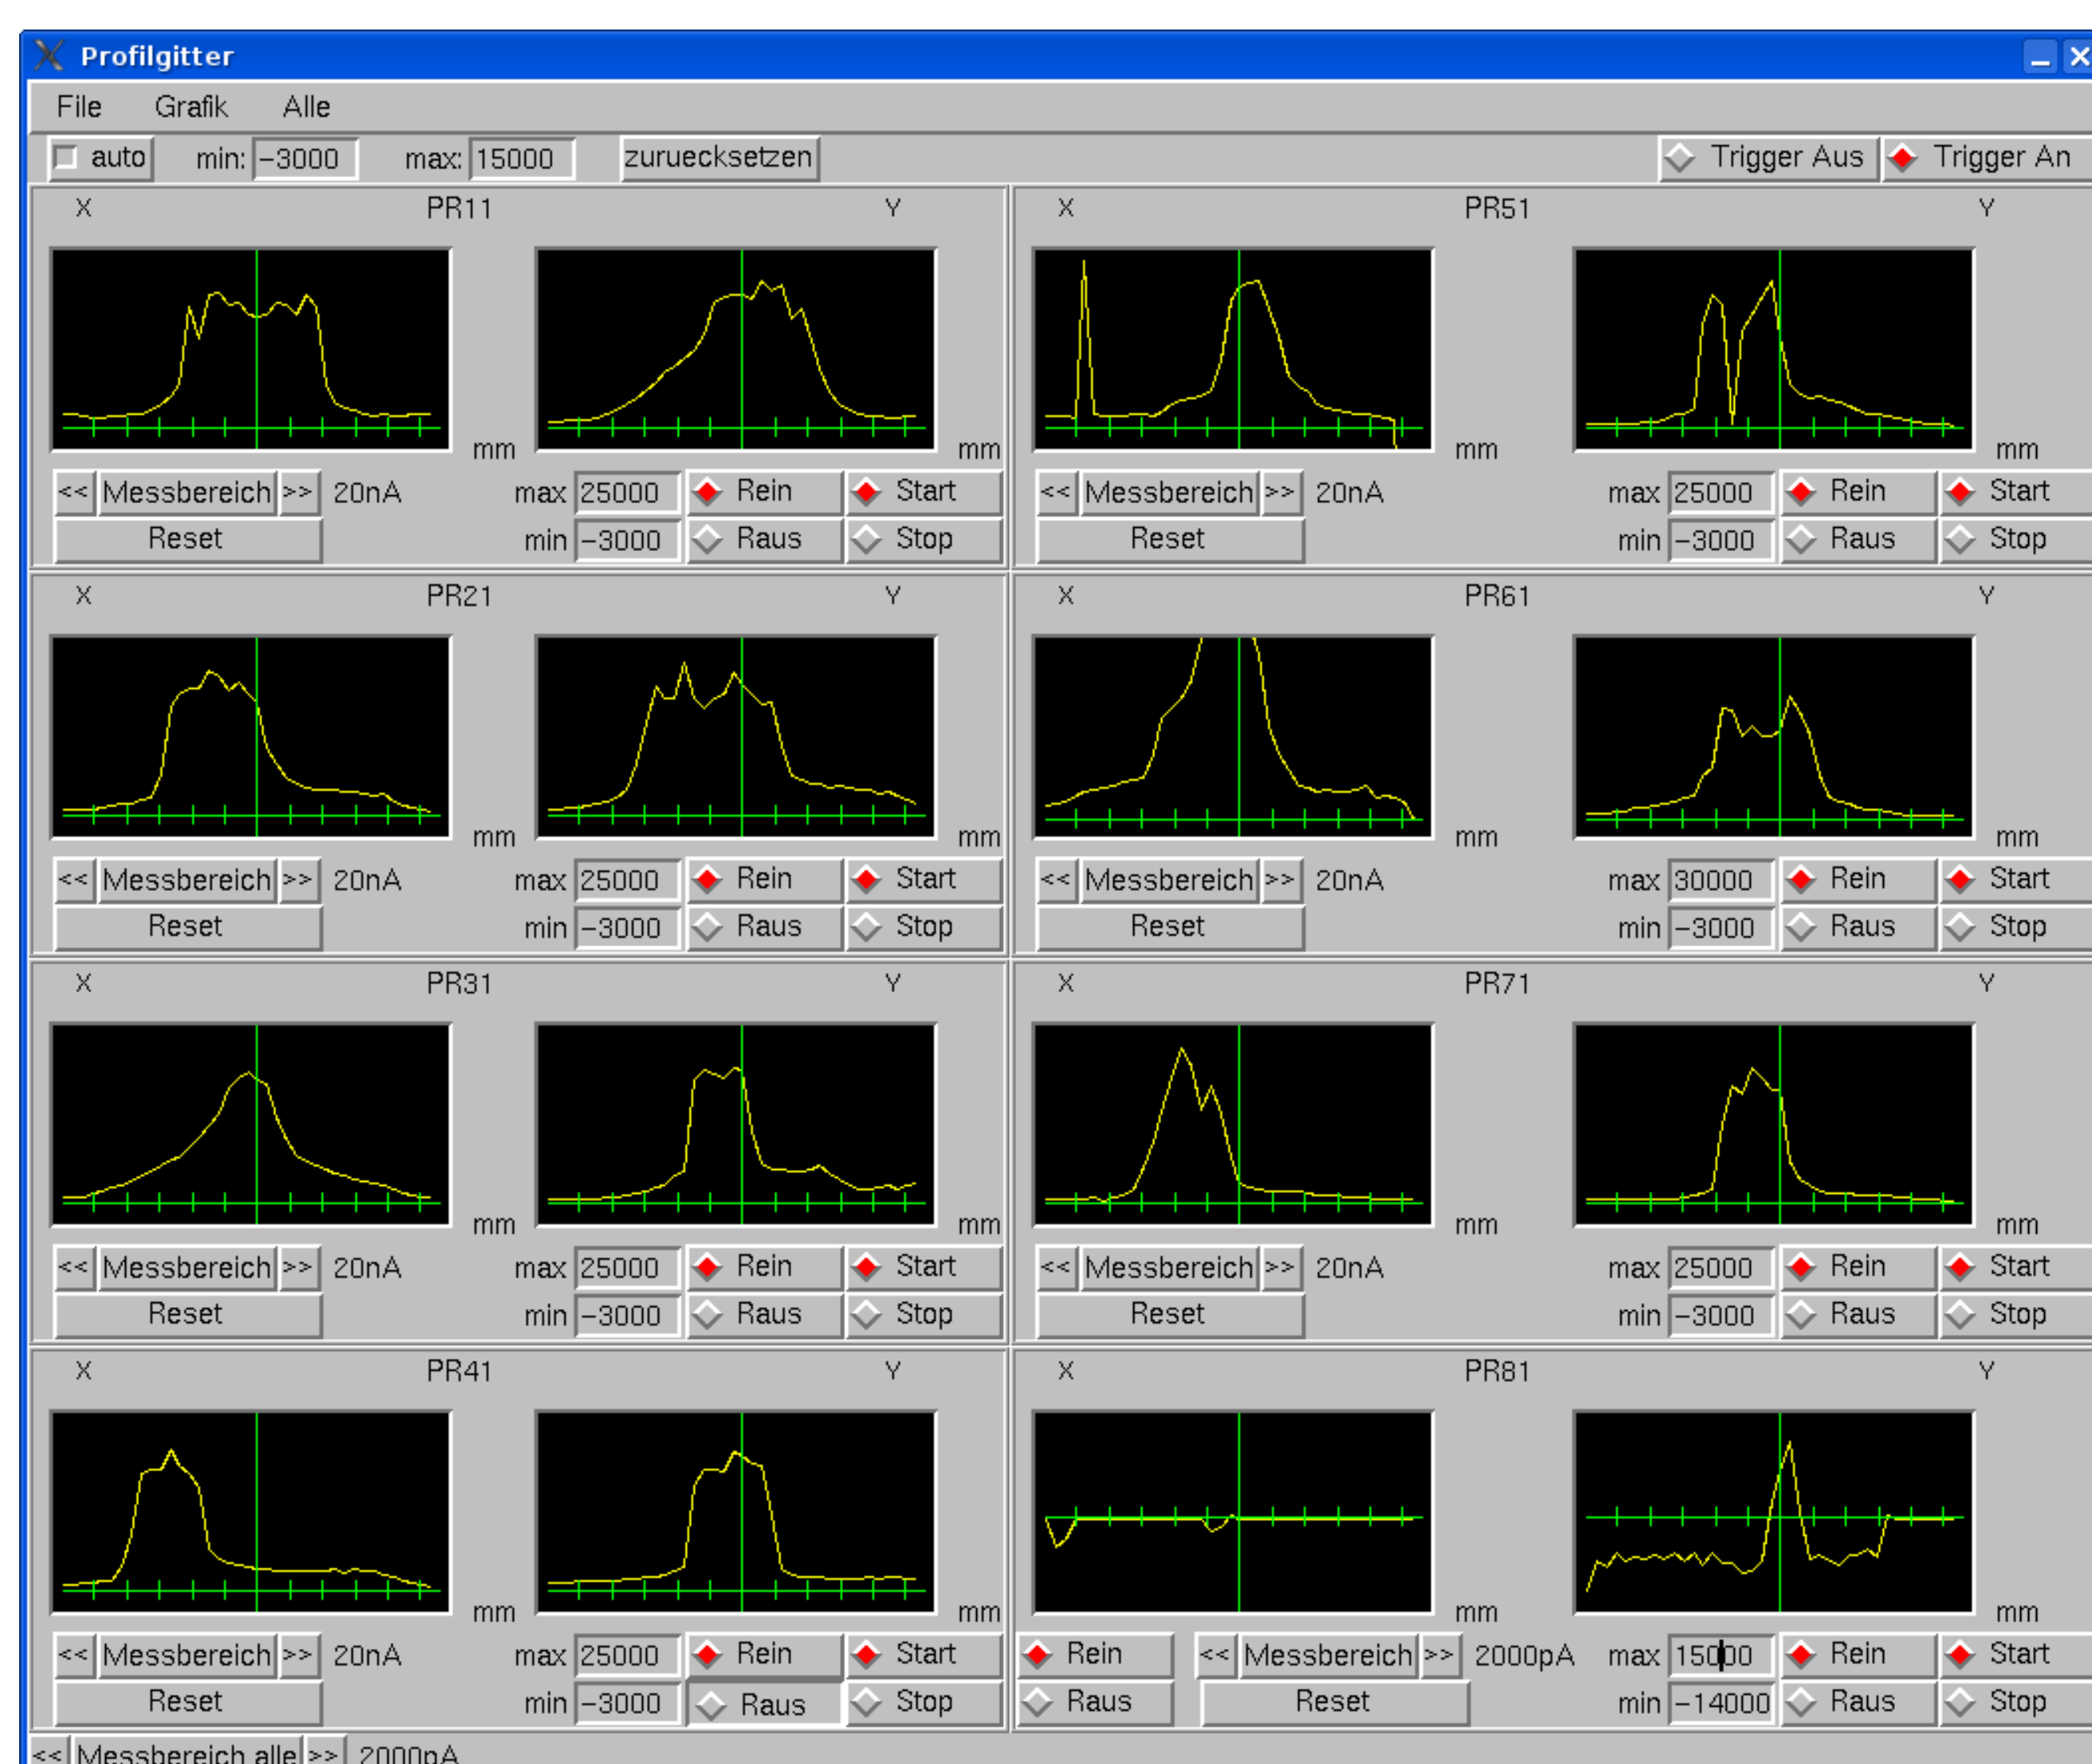 Profilgitter
File Grafik Alle
auto min: -3000 max: 15000 zuruecksetzen Trigger Aus Trigger An
X PR11 Y
mm mm
<< Messbereich >> 20nA max 25000 Rein Start
Reset min -3000 Raus Stop
X PR51 Y
mm mm
<< Messbereich >> 20nA max 25000 Rein Start
Reset min -3000 Raus Stop
X PR21 Y
mm mm
<< Messbereich >> 20nA max 25000 Rein Start
Reset min -3000 Raus Stop
X PR61 Y
mm mm
<< Messbereich >> 20nA max 30000 Rein Start
Reset min -3000 Raus Stop
X PR31 Y
mm mm
<< Messbereich >> 20nA max 25000 Rein Start
Reset min -3000 Raus Stop
X PR71 Y
mm mm
<< Messbereich >> 20nA max 25000 Rein Start
Reset min -3000 Raus Stop
X PR41 Y
mm mm
<< Messbereich >> 20nA max 25000 Rein Start
Reset min -3000 Raus Stop
X PR81 Y
mm mm
Rein << Messbereich >> 2000pA max 15000 Rein Start
Raus Reset min -14000 Raus Stop
<< Messbereich alle >> 2000pA